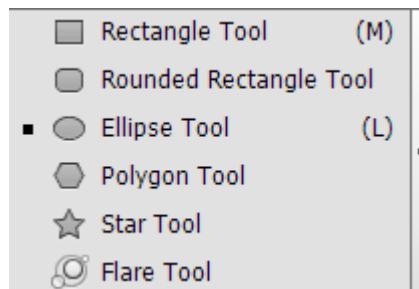 Rectangle Tool (M)
Rounded Rectangle Tool
Ellipse Tool (L)
Polygon Tool
Star Tool
Flare Tool